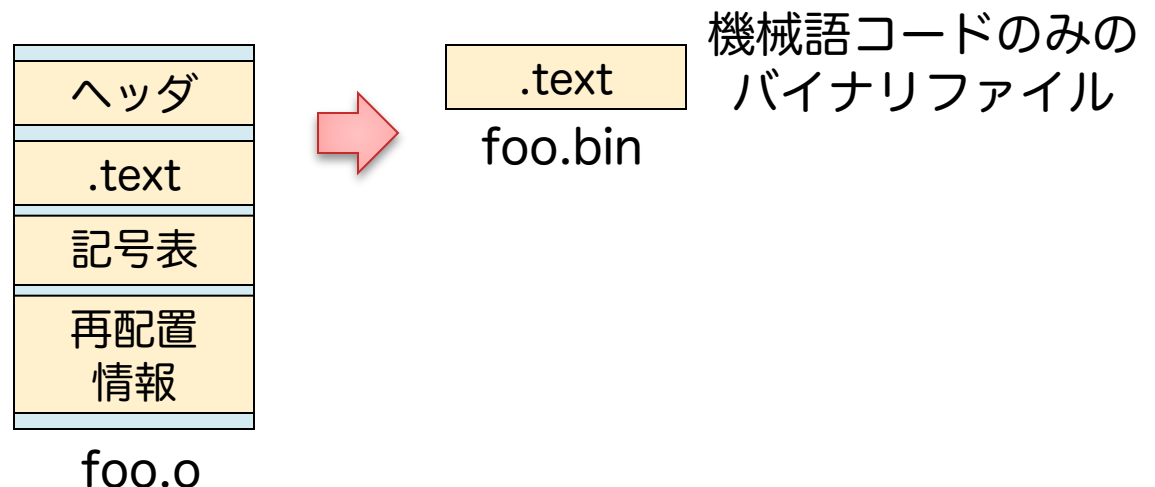 ヘッダ
.text
記号表
再配置
情報
foo.o
.text
foo.bin
機械語コードのみの
バイナリファイル